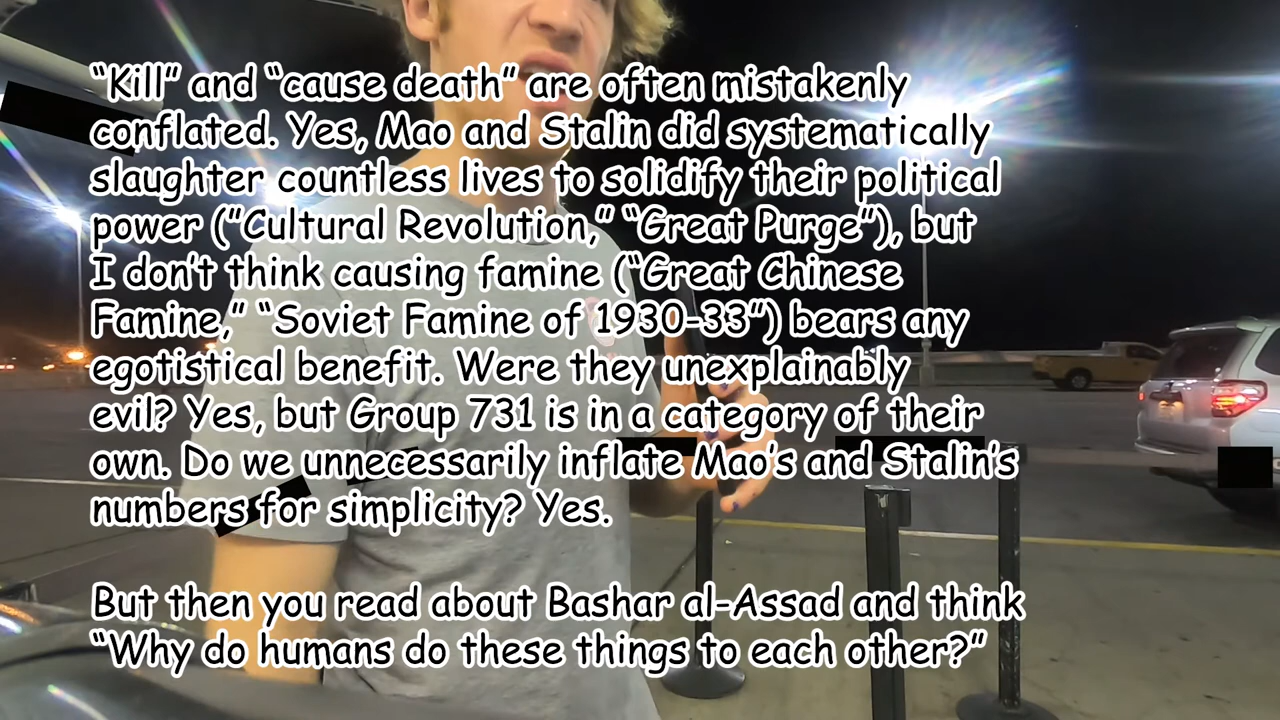 “Kill” and “cause death” are often mistakenly
conflated. Yes, Mao and Stalin did systematically
slaughter countless lives to solidify their political
power (“Cultural Revolution,” “Great Purge”), but
I don’t think causing famine (“Great Chinese
Famine,” “Soviet Famine of 1930-33”) bears any
egotistical benefit. Were they unexplainably
evil? Yes, but Group 731 is in a category of their
own. Do we unnecessarily inflate Mao’s and Stalin’s
numbers for simplicity? Yes.
But then you read about Bashar al-Assad and think
“Why do humans do these things to each other?”